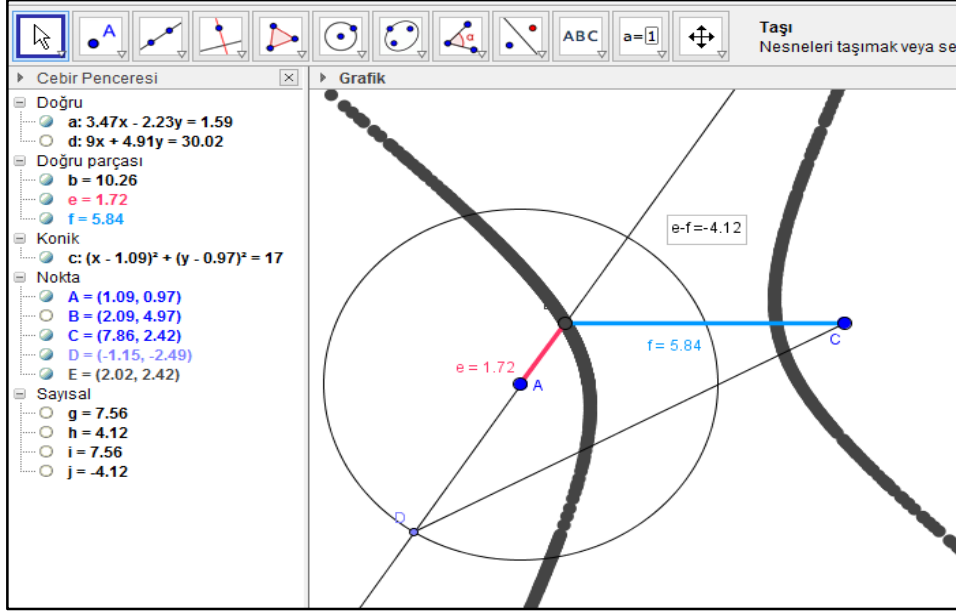 A
α
ABC
a=1
Taşı
Nesneleri taşımak veya se
Cebir Penceresi
Grafik
Doğru
a: 3.47x - 2.23y = 1.59
d: 9x + 4.91y = 30.02
Doğru parçası
b = 10.26
e = 1.72
f = 5.84
Konik
c: (x - 1.09)² + (y - 0.97)² = 17
Nokta
A = (1.09, 0.97)
B = (2.09, 4.97)
C = (7.86, 2.42)
D = (-1.15, -2.49)
E = (2.02, 2.42)
Sayısal
g = 7.56
h = 4.12
i = 7.56
j = -4.12
e-f=-4.12
f = 5.84
C
e = 1.72
A
D